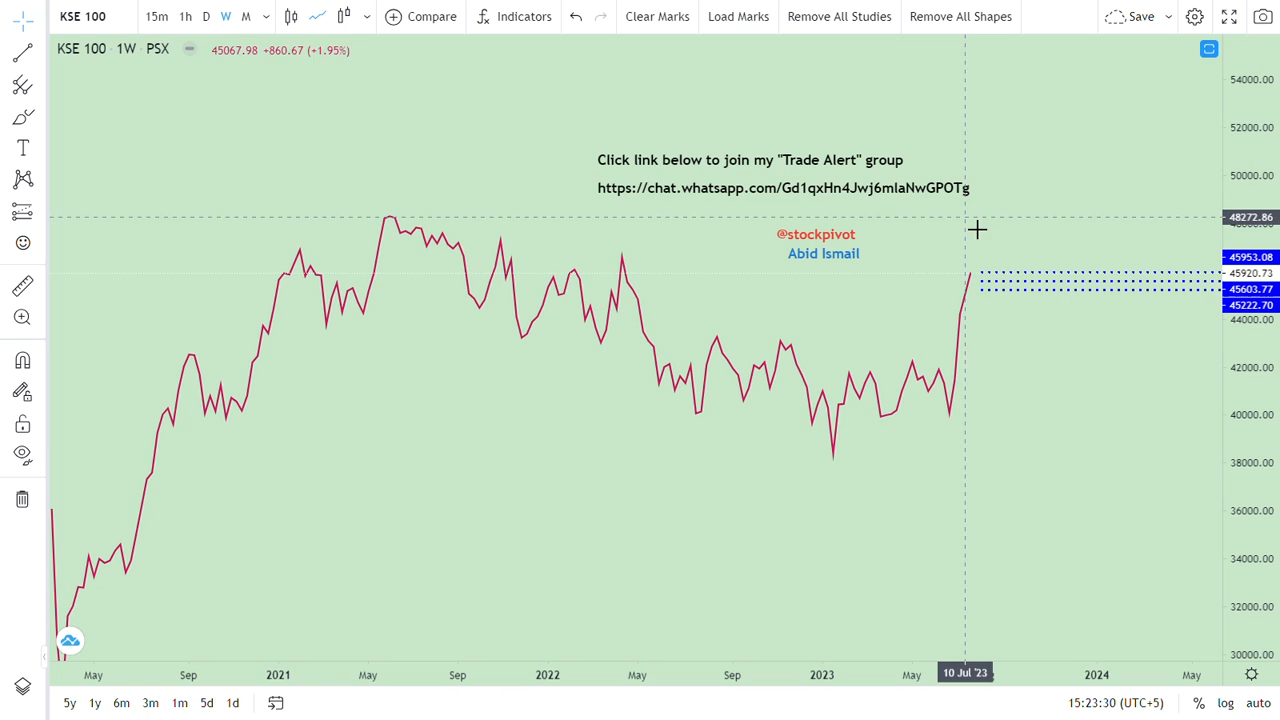 KSE 100 15m 1h D W M Compare Indicators Clear Marks Load Marks Remove All Studies Remove All Shapes Save
KSE 100 · 1W · PSX 45067.98 +860.67 (+1.95%)
54000.00
52000.00
Click link below to join my "Trade Alert" group
50000.00
https://chat.whatsapp.com/Gd1qxHn4Jwj6mlaNwGPOTg
48272.86
48000.00
@stockpivot
Abid Ismail
45953.08
45920.73
45603.77
45222.70
44000.00
42000.00
40000.00
38000.00
36000.00
34000.00
32000.00
30000.00
May Sep 2021 May Sep 2022 May Sep 2023 May 10 Jul '23 2024 May
5y 1y 6m 3m 1m 5d 1d 15:23:30 (UTC+5) % log auto